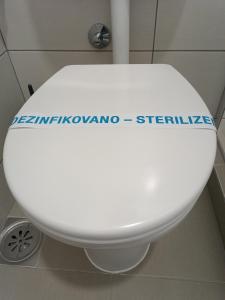 DEZINFIKOVANO – STERILIZE